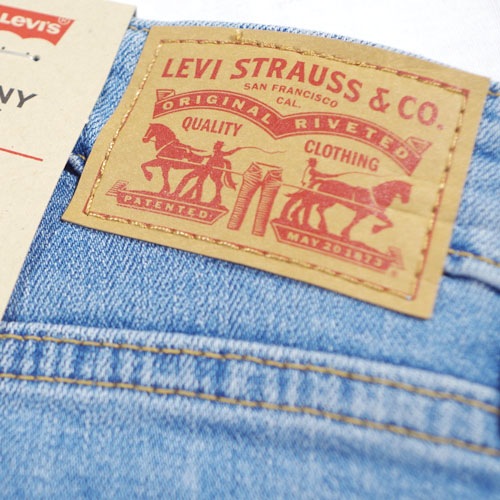 Levi's
NY
LEVI STRAUSS & CO.
SAN FRANCISCO
CAL.
ORIGINAL RIVETED
QUALITY CLOTHING
PATENTED MAY 20 1873